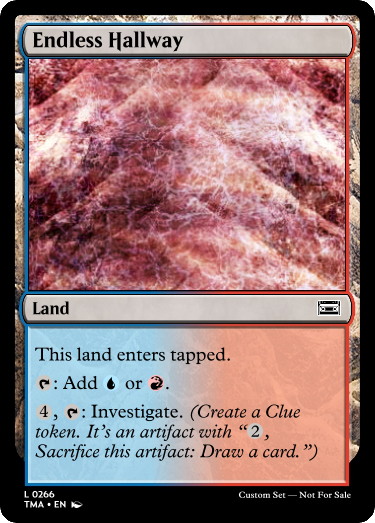 Endless Hallway
Land
This land enters tapped.
: Add or .
4, : Investigate. (Create a Clue
token. It's an artifact with “2,
Sacrifice this artifact: Draw a card.”)
L 0266
TMA • EN
Custom Set — Not For Sale